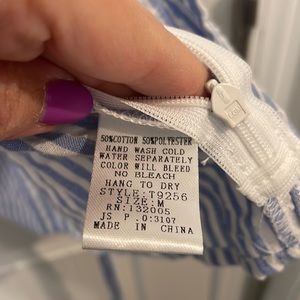 50%COTTON 50%POLYESTER
HAND WASH COLD
WATER SEPARATELY
COLOR WILL BLEED
NO BLEACH
HANG TO DRY
STYLE:T9256
SIZE:M
RN:132005
JS P :0:3107
MADE IN CHINA